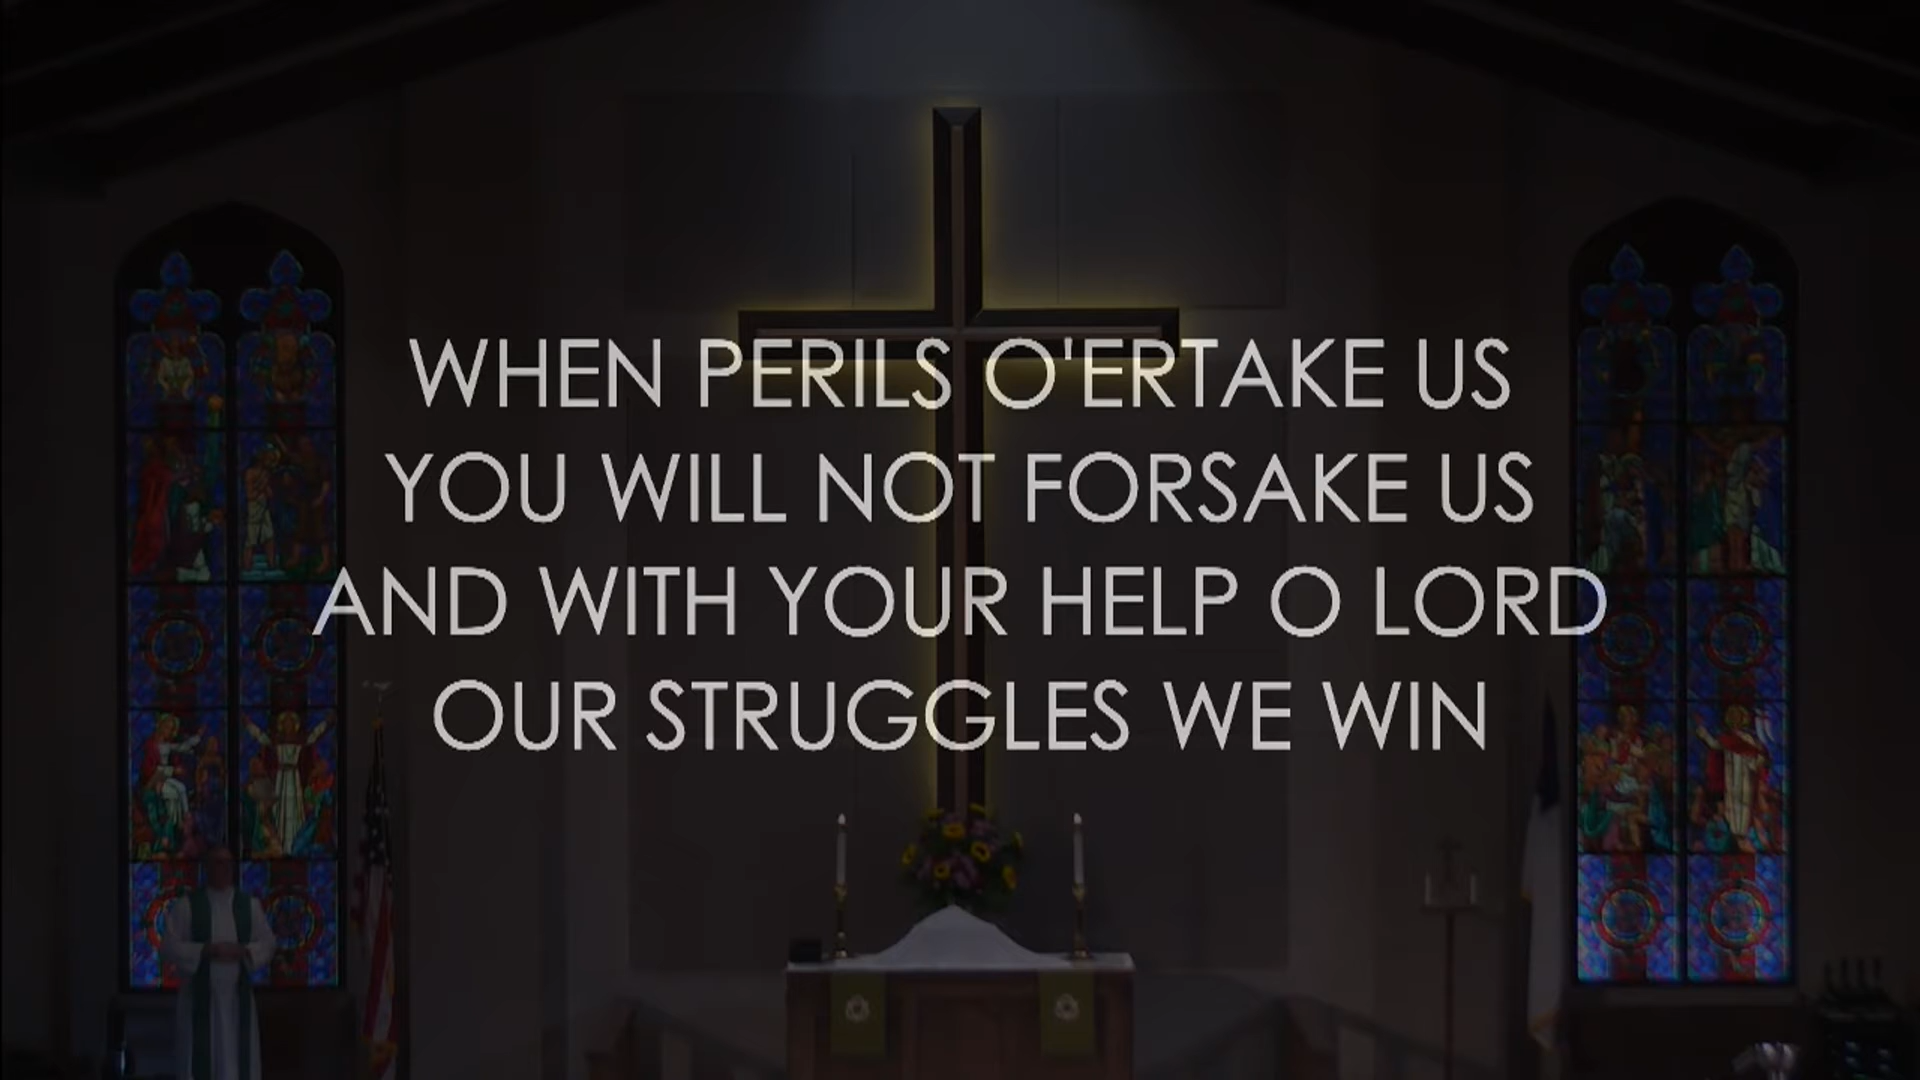 WHEN PERILS O'ERTAKE US
YOU WILL NOT FORSAKE US
AND WITH YOUR HELP O LORD
OUR STRUGGLES WE WIN